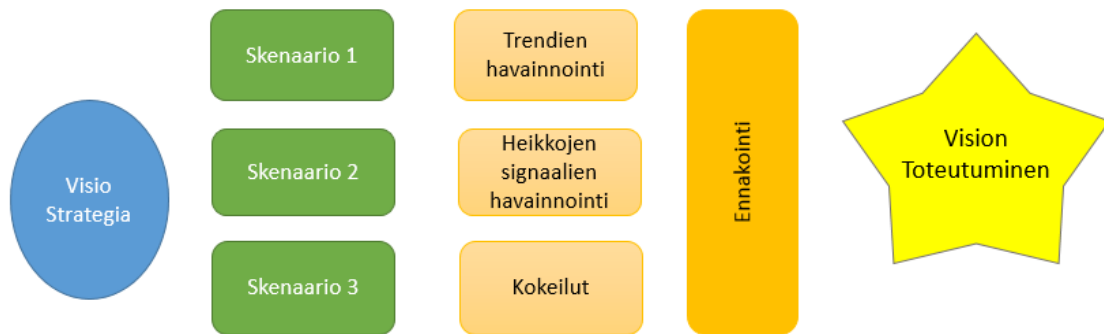 Visio
Strategia
Skenaario 1
Skenaario 2
Skenaario 3
Trendien
havainnointi
Heikkojen
signaalien
havainnointi
Kokeilut
Ennakointi
Vision
Toteutuminen